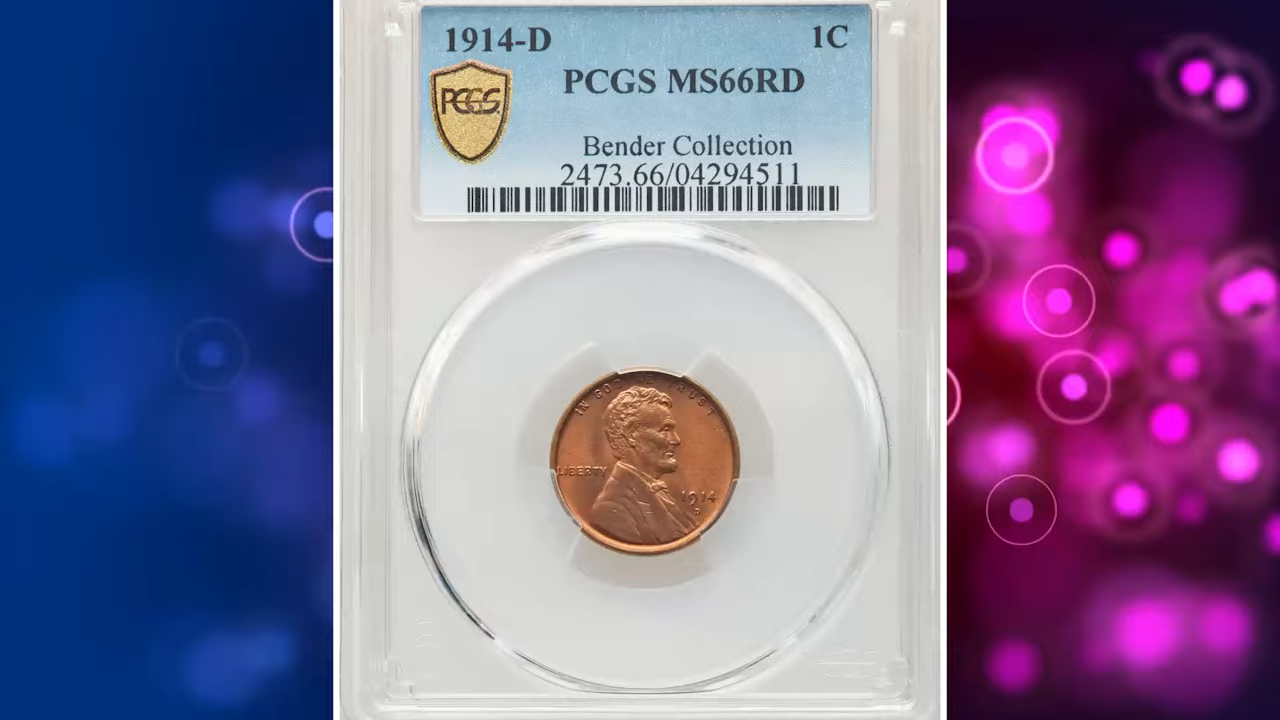 1914-D 1C
PCGS MS66RD
PCGS
Bender Collection
2473.66/04294511
IN GOD WE TRUST
LIBERTY
1914
D